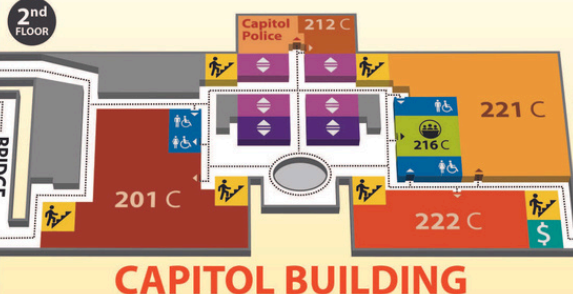 2nd
FLOOR
Capitol
Police
212 C
221 C
216 C
BRIDGE
201 C
222 C
$
CAPITOL BUILDING